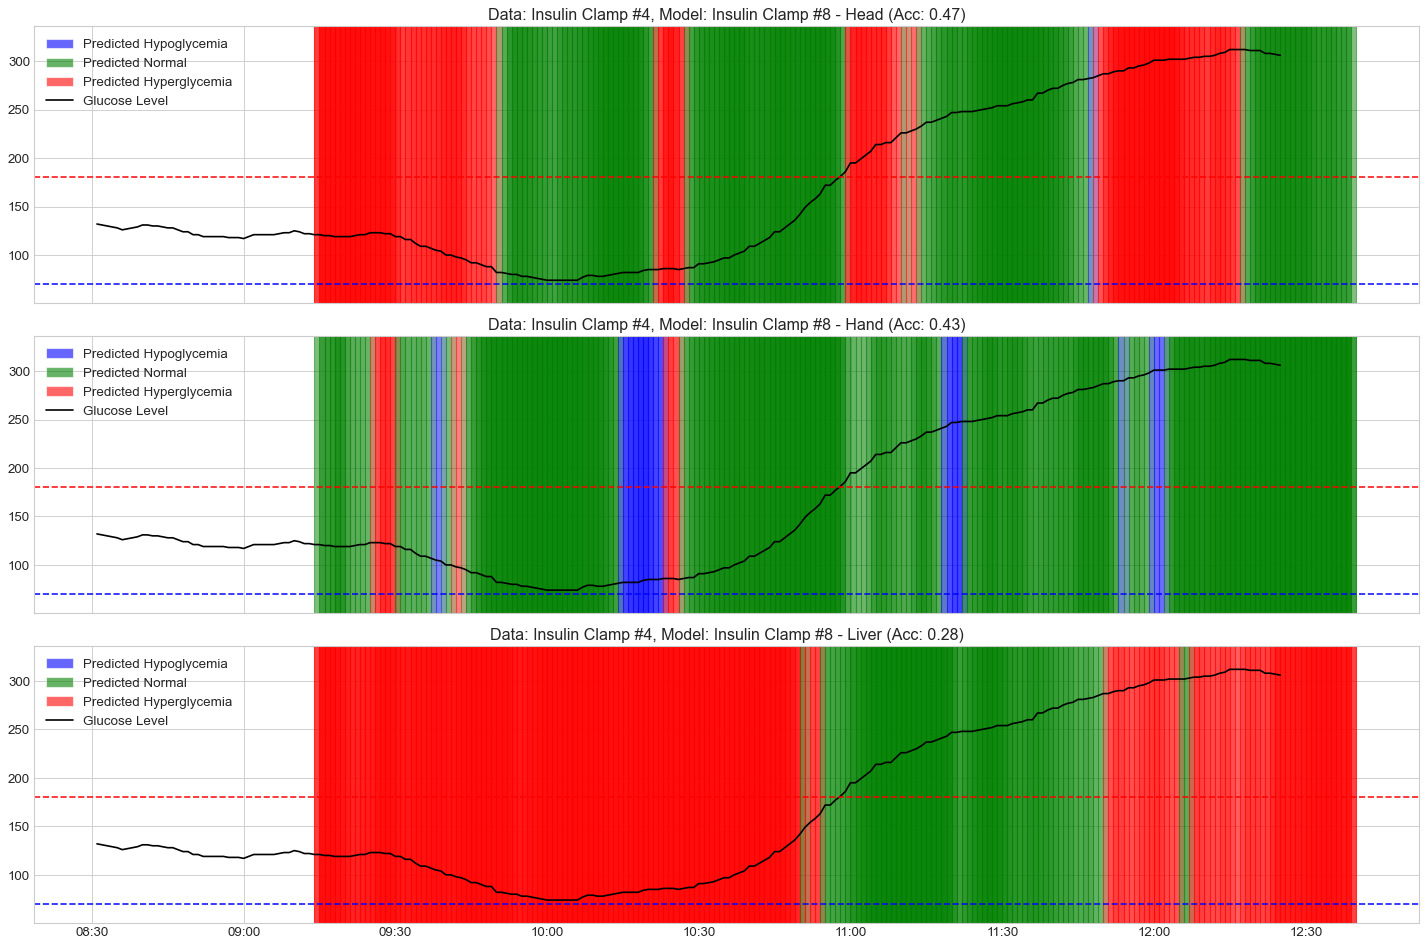 Data: Insulin Clamp #4, Model: Insulin Clamp #8 - Head (Acc: 0.47)
Predicted Hypoglycemia
Predicted Normal
Predicted Hyperglycemia
Glucose Level
300
250
200
150
100
Data: Insulin Clamp #4, Model: Insulin Clamp #8 - Hand (Acc: 0.43)
Predicted Hypoglycemia
Predicted Normal
Predicted Hyperglycemia
Glucose Level
300
250
200
150
100
Data: Insulin Clamp #4, Model: Insulin Clamp #8 - Liver (Acc: 0.28)
Predicted Hypoglycemia
Predicted Normal
Predicted Hyperglycemia
Glucose Level
300
250
200
150
100
08:30 09:00 09:30 10:00 10:30 11:00 11:30 12:00 12:30